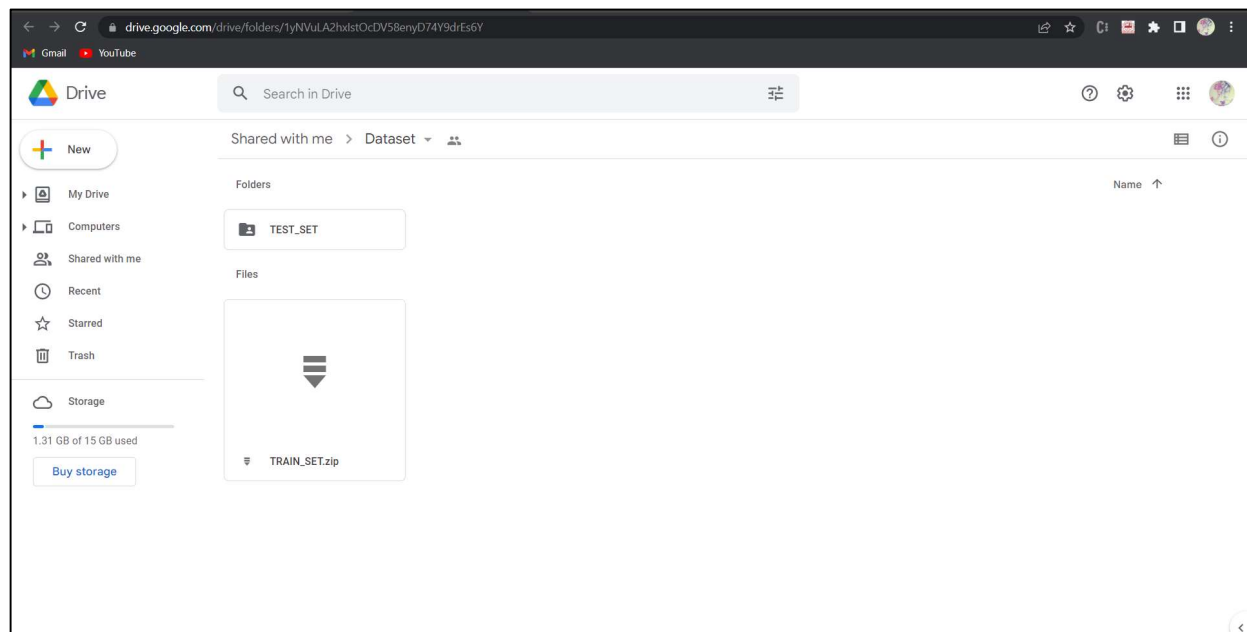 drive.google.com/drive/folders/1yNVuLA2hxIstOcDV58enyD74Y9drEs6Y
Gmail YouTube
Drive
Search in Drive
New
Shared with me > Dataset
My Drive
Computers
Shared with me
Recent
Starred
Trash
Storage
1.31 GB of 15 GB used
Buy storage
Folders
Name
TEST_SET
Files
TRAIN_SET.zip